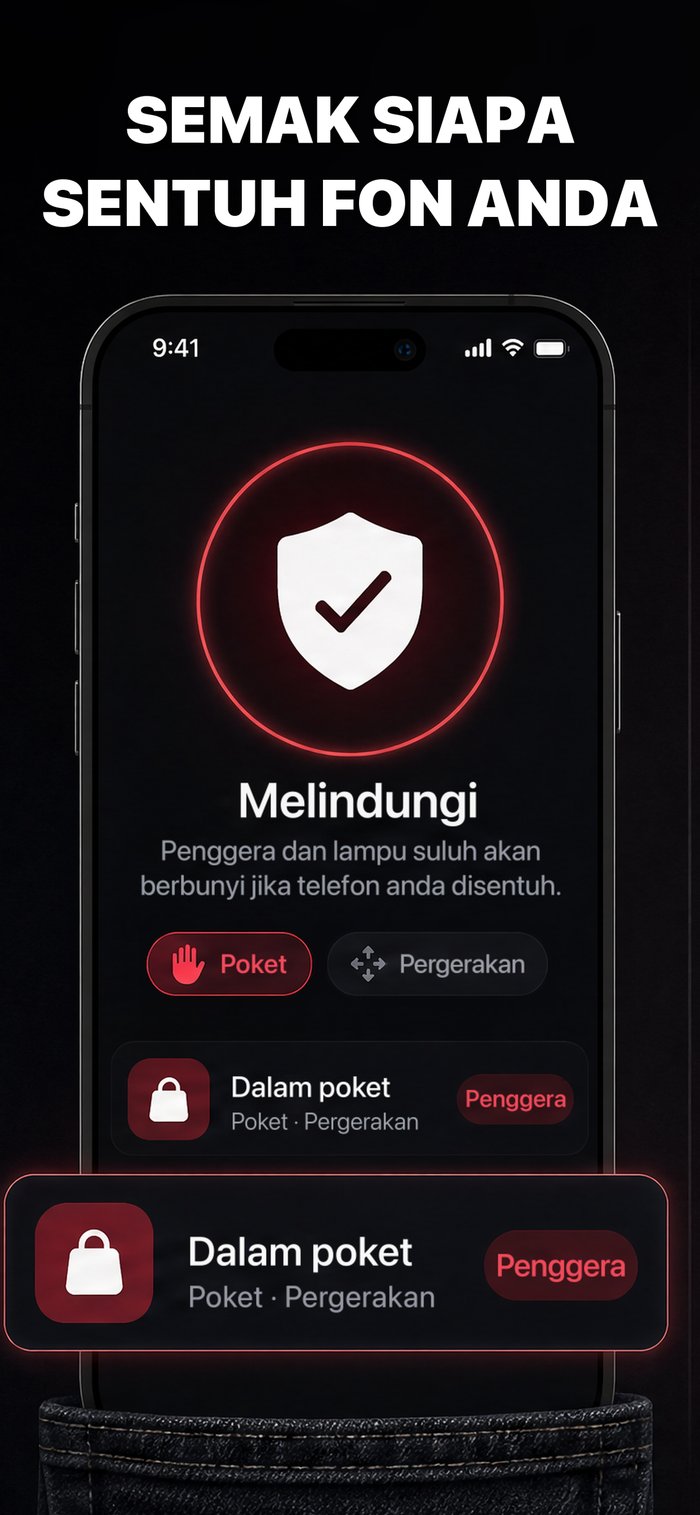 SEMAK SIAPA
SENTUH FON ANDA
9:41
Melindungi
Penggera dan lampu suluh akan
berbunyi jika telefon anda disentuh.
Poket
Pergerakan
Dalam poket
Poket · Pergerakan
Penggera
Dalam poket
Poket · Pergerakan
Penggera